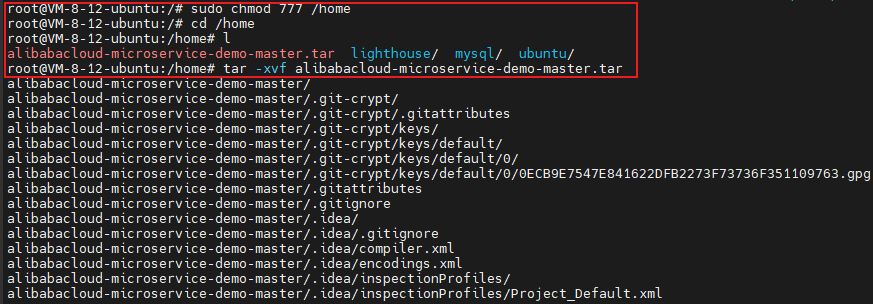 root@VM-8-12-ubuntu:/# sudo chmod 777 /home
root@VM-8-12-ubuntu:/# cd /home
root@VM-8-12-ubuntu:/home# l
alibabacloud-microservice-demo-master.tar  lighthouse/  mysql/  ubuntu/
root@VM-8-12-ubuntu:/home# tar -xvf alibabacloud-microservice-demo-master.tar
alibabacloud-microservice-demo-master/
alibabacloud-microservice-demo-master/.git-crypt/
alibabacloud-microservice-demo-master/.git-crypt/.gitattributes
alibabacloud-microservice-demo-master/.git-crypt/keys/
alibabacloud-microservice-demo-master/.git-crypt/keys/default/
alibabacloud-microservice-demo-master/.git-crypt/keys/default/0/
alibabacloud-microservice-demo-master/.git-crypt/keys/default/0/0ECB9E7547E841622DFB2273F73736F351109763.gpg
alibabacloud-microservice-demo-master/.gitattributes
alibabacloud-microservice-demo-master/.gitignore
alibabacloud-microservice-demo-master/.idea/
alibabacloud-microservice-demo-master/.idea/.gitignore
alibabacloud-microservice-demo-master/.idea/compiler.xml
alibabacloud-microservice-demo-master/.idea/encodings.xml
alibabacloud-microservice-demo-master/.idea/inspectionProfiles/
alibabacloud-microservice-demo-master/.idea/inspectionProfiles/Project_Default.xml